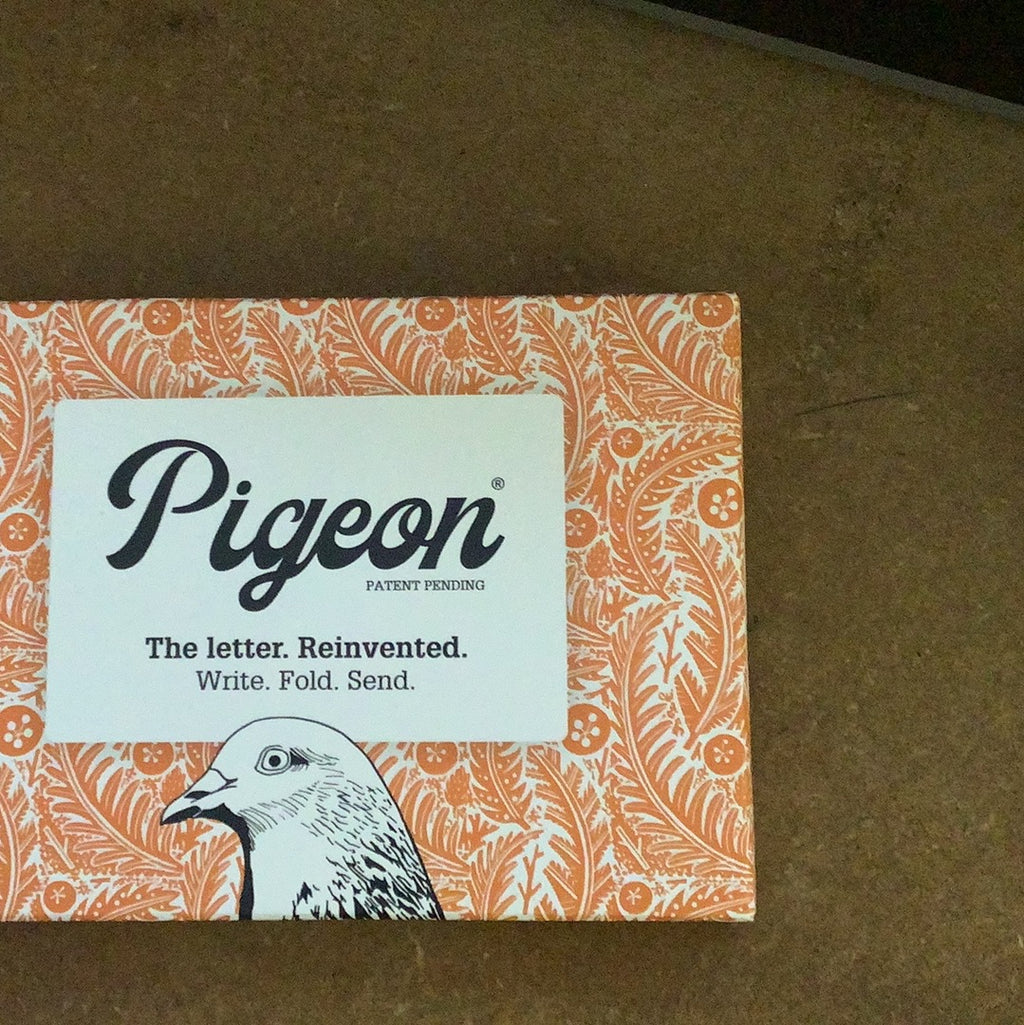 Pigeon®
PATENT PENDING
The letter. Reinvented.
Write. Fold. Send.